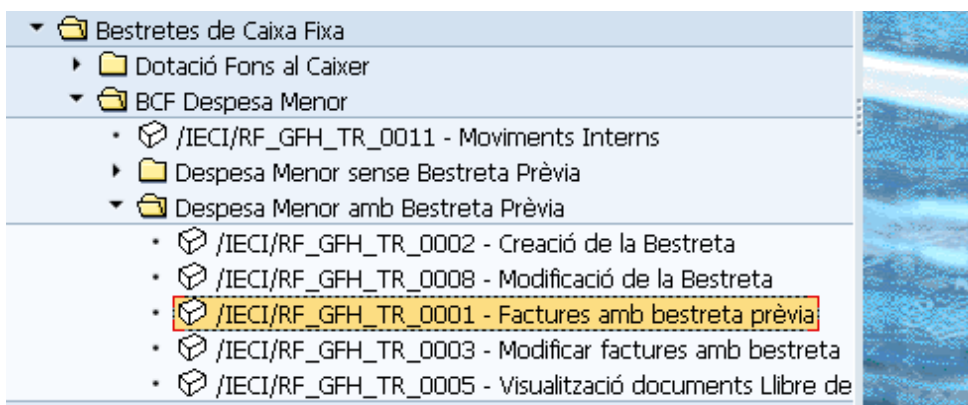 Bestretes de Caixa Fixa
Dotació Fons al Caixer
BCF Despesa Menor
/IECI/RF_GFH_TR_0011 - Moviments Interns
Despesa Menor sense Bestreta Prèvia
Despesa Menor amb Bestreta Prèvia
/IECI/RF_GFH_TR_0002 - Creació de la Bestreta
/IECI/RF_GFH_TR_0008 - Modificació de la Bestreta
/IECI/RF_GFH_TR_0001 - Factures amb bestreta prèvia
/IECI/RF_GFH_TR_0003 - Modificar factures amb bestreta
/IECI/RF_GFH_TR_0005 - Visualització documents Llibre de